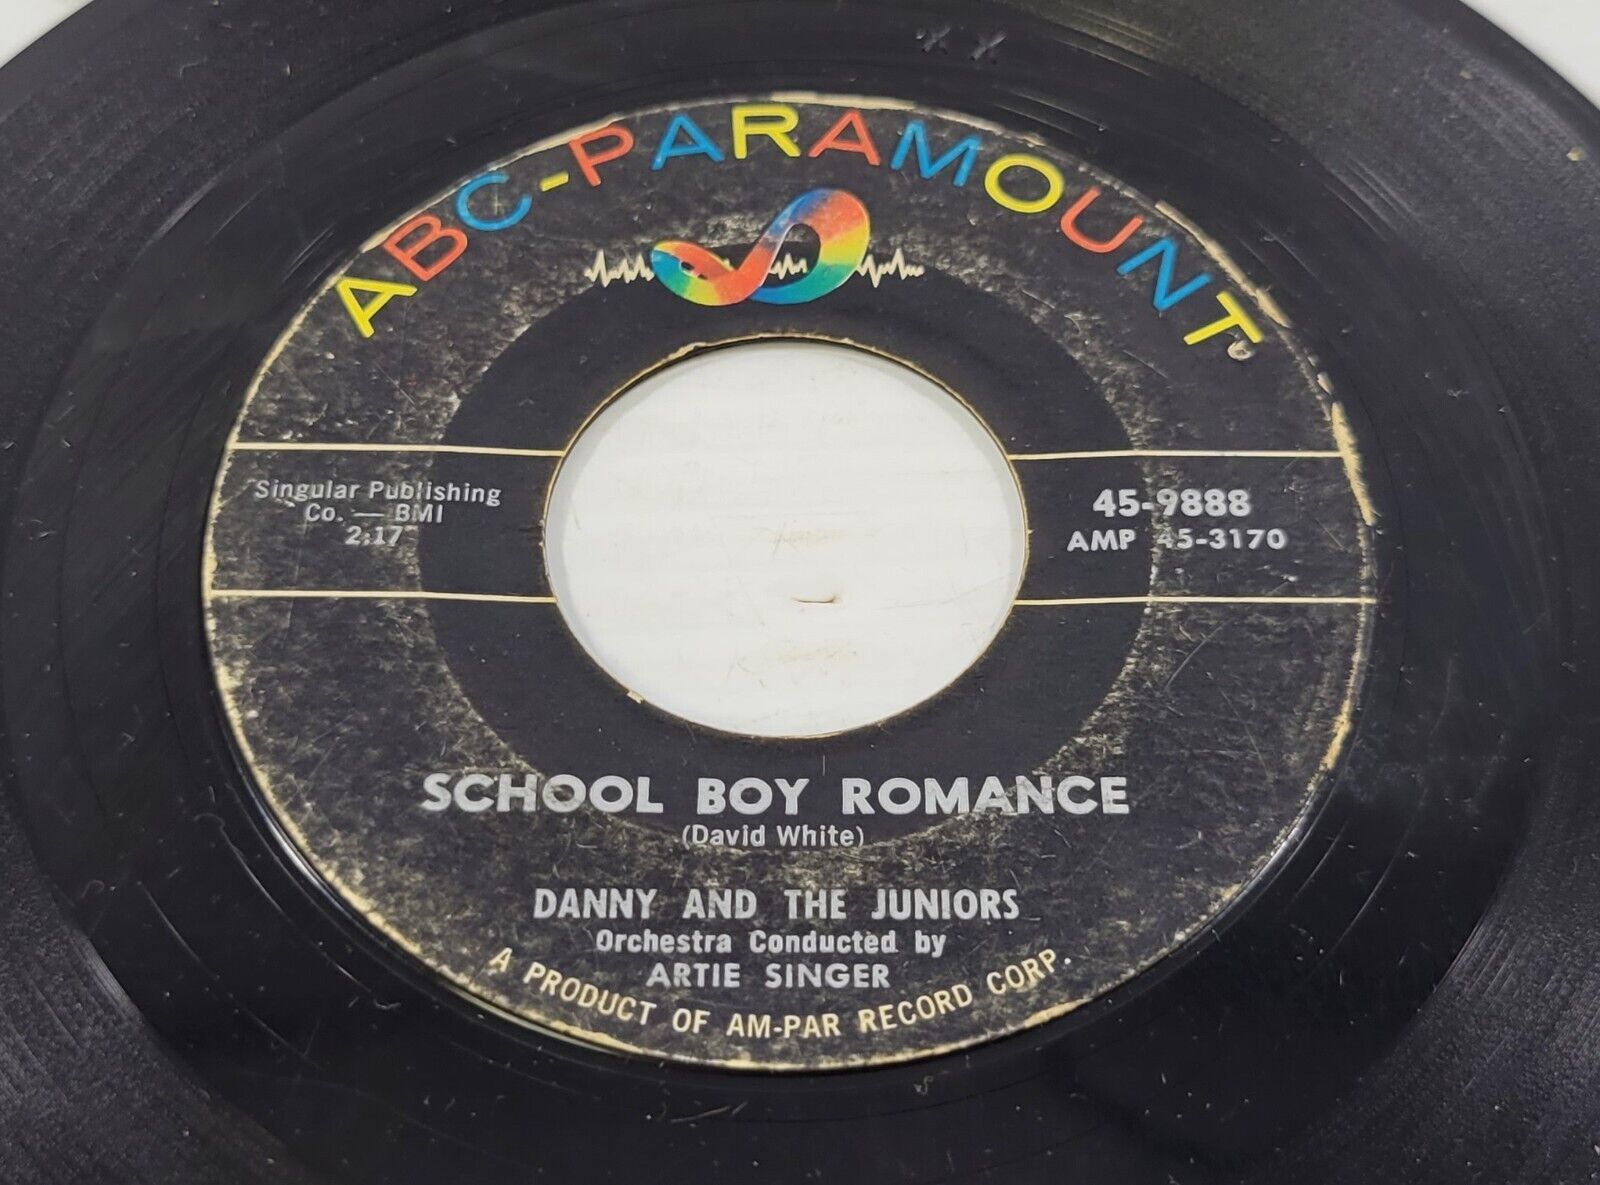 ABC-PARAMOUNT
Singular Publishing
Co. — BMI
2:17
45-9888
AMP 45-3170
SCHOOL BOY ROMANCE
(David White)
DANNY AND THE JUNIORS
Orchestra Conducted by
ARTIE SINGER
A PRODUCT OF AM-PAR RECORD CORP.